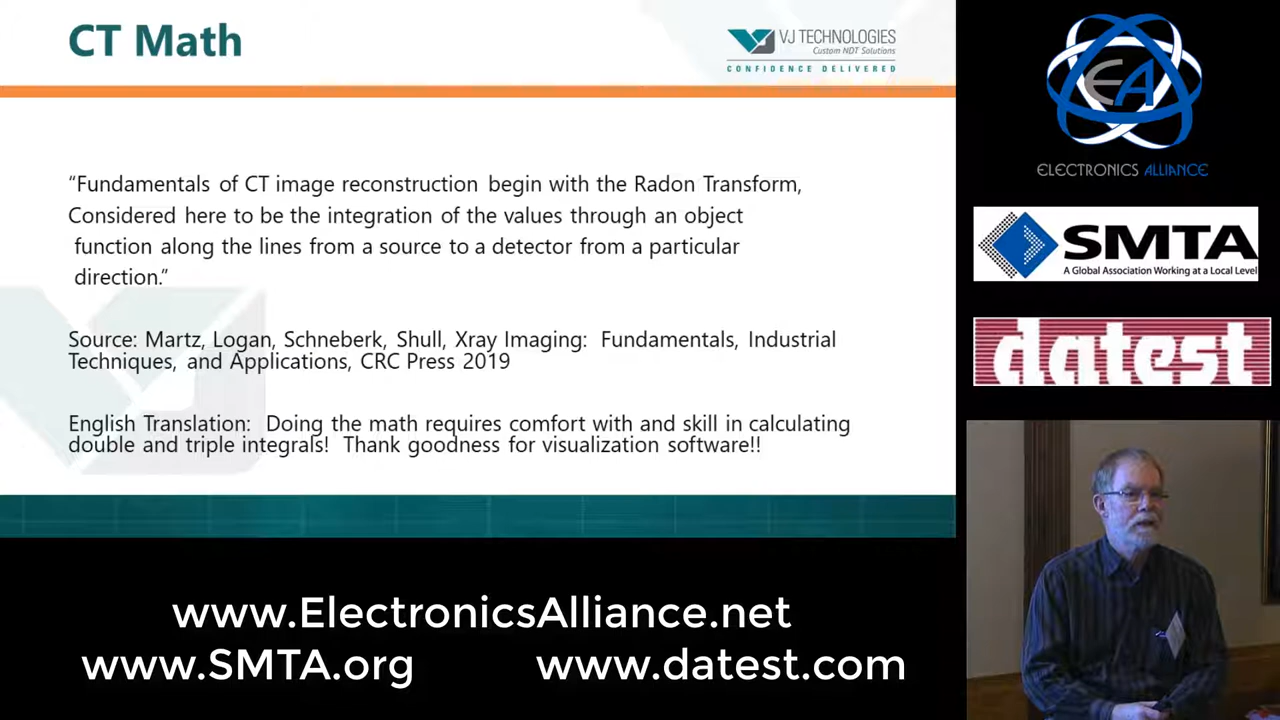 CT Math
VJ TECHNOLOGIES
Custom NDT Solutions
CONFIDENCE DELIVERED
“Fundamentals of CT image reconstruction begin with the Radon Transform,
Considered here to be the integration of the values through an object
function along the lines from a source to a detector from a particular
direction.”
Source: Martz, Logan, Schneberk, Shull, Xray Imaging: Fundamentals, Industrial
Techniques, and Applications, CRC Press 2019
English Translation: Doing the math requires comfort with and skill in calculating
double and triple integrals! Thank goodness for visualization software!!
EA
ELECTRONICS ALLIANCE
SMTA
A Global Association Working at a Local Level
datest
www.ElectronicsAlliance.net
www.SMTA.org www.datest.com